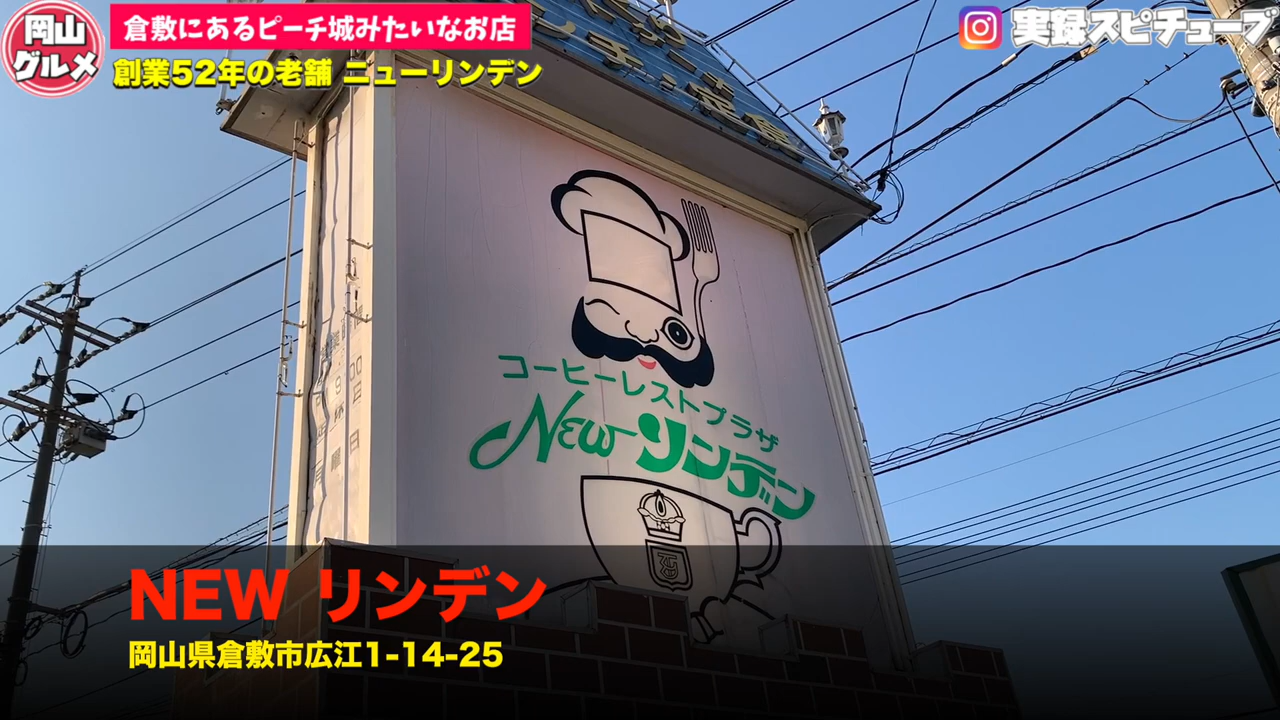 岡山
グルメ
倉敷にあるピーチ城みたいなお店
創業52年の老舗 ニューリンデン
実録スピチューブ
コーヒーレストプラザ
NEWリンデン
NEW リンデン
岡山県倉敷市広江1-14-25